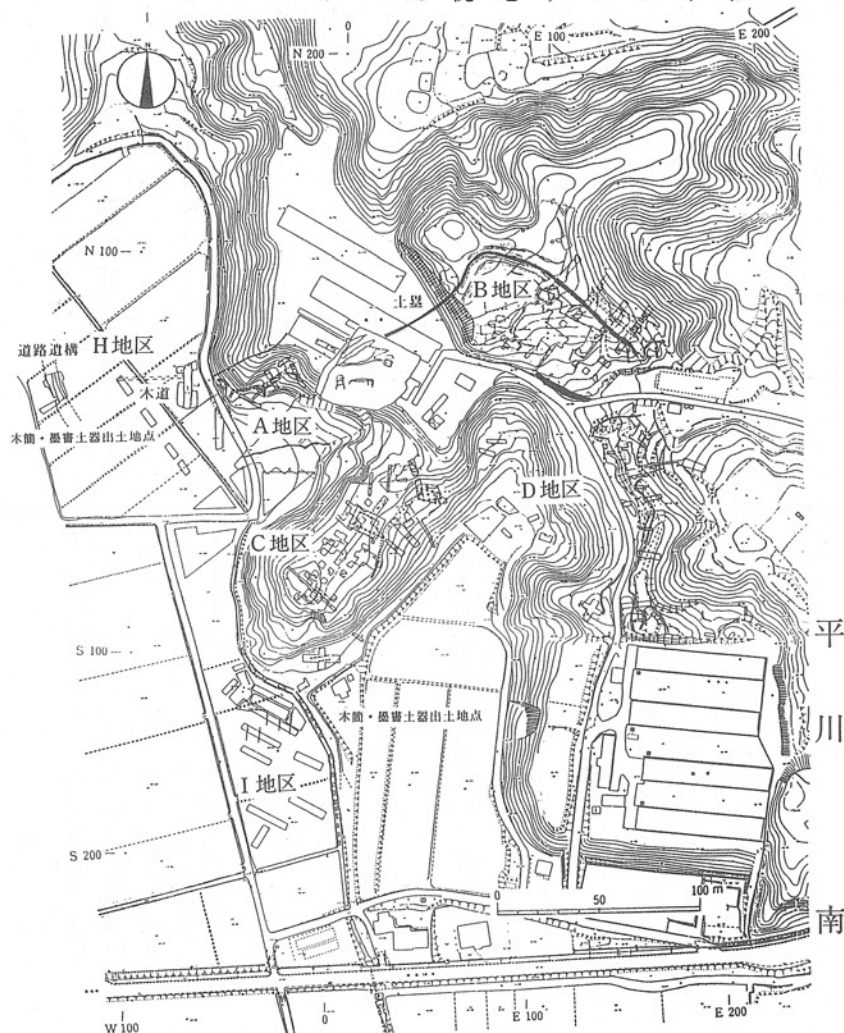 N
0
N 200
E 100
E 200
N 100
土塁
B地区
道路遺構
H地区
木道
A地区
木簡・墨書土器出土地点
D地区
C地区
S 100
木簡・墨書土器出土地点
I地区
S 200
0
50
100 m
W 100
0
E 100
E 200
平川南